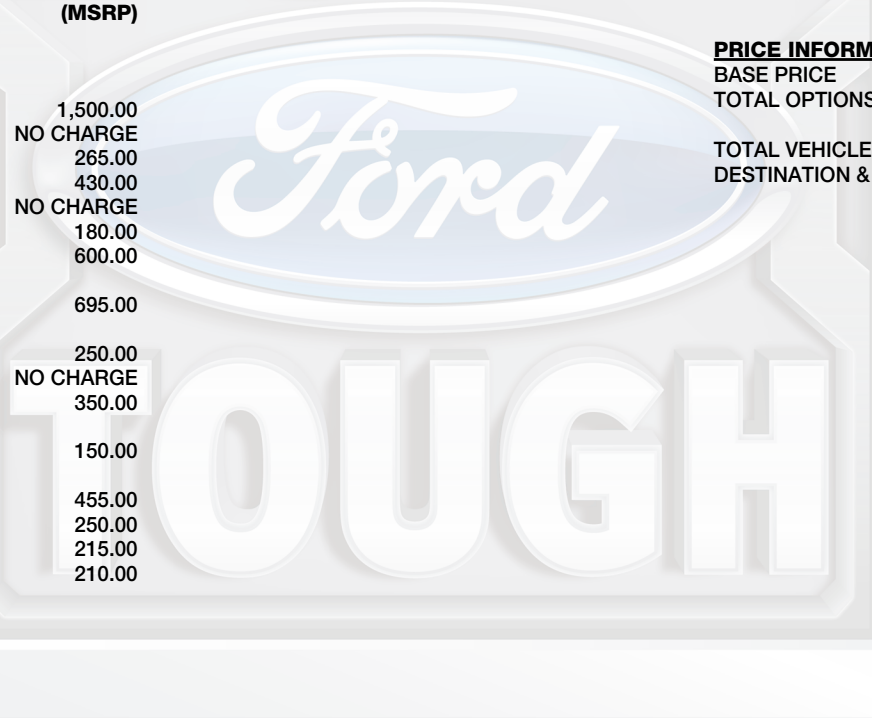 (MSRP)
1,500.00
NO CHARGE
265.00
430.00
NO CHARGE
180.00
600.00
695.00
250.00
NO CHARGE
350.00
150.00
455.00
250.00
215.00
210.00
PRICE INFORM
BASE PRICE
TOTAL OPTIONS
TOTAL VEHICLE
DESTINATION &
Ford
TOUGH